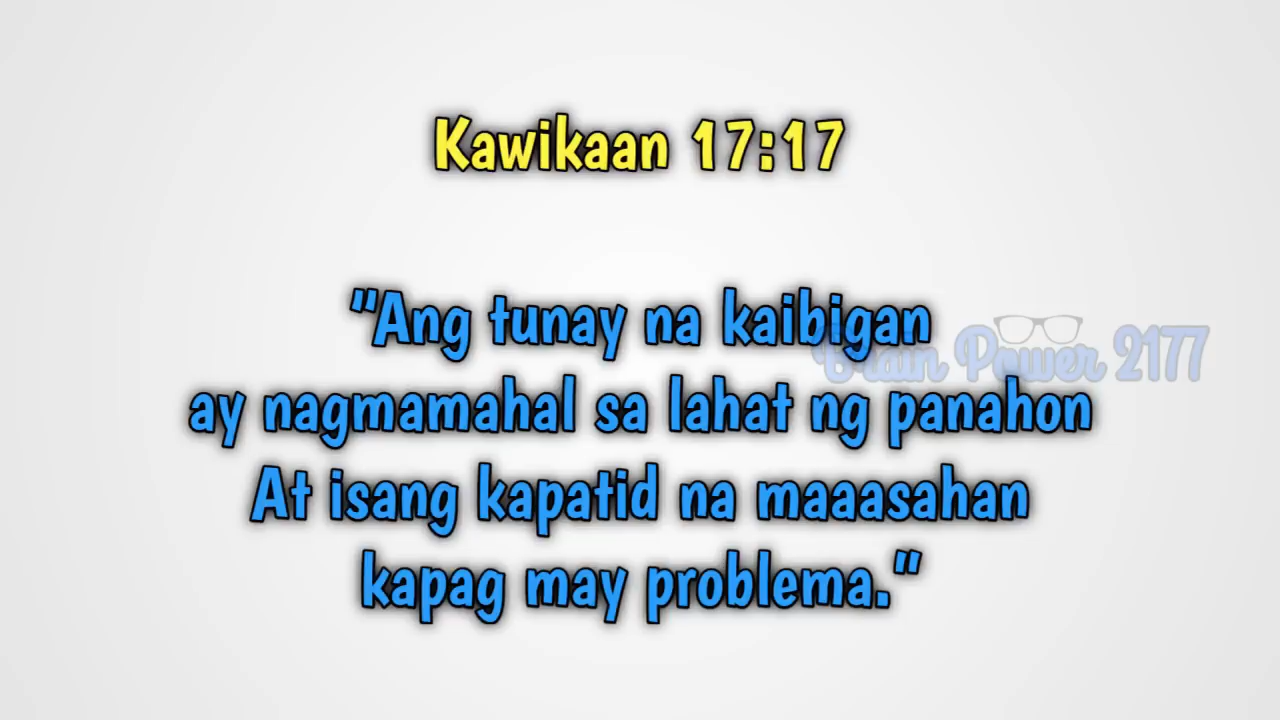 Kawikaan 17:17
"Ang tunay na kaibigan
Brain Power 2177
ay nagmamahal sa lahat ng panahon
At isang kapatid na maaasahan
kapag may problema."